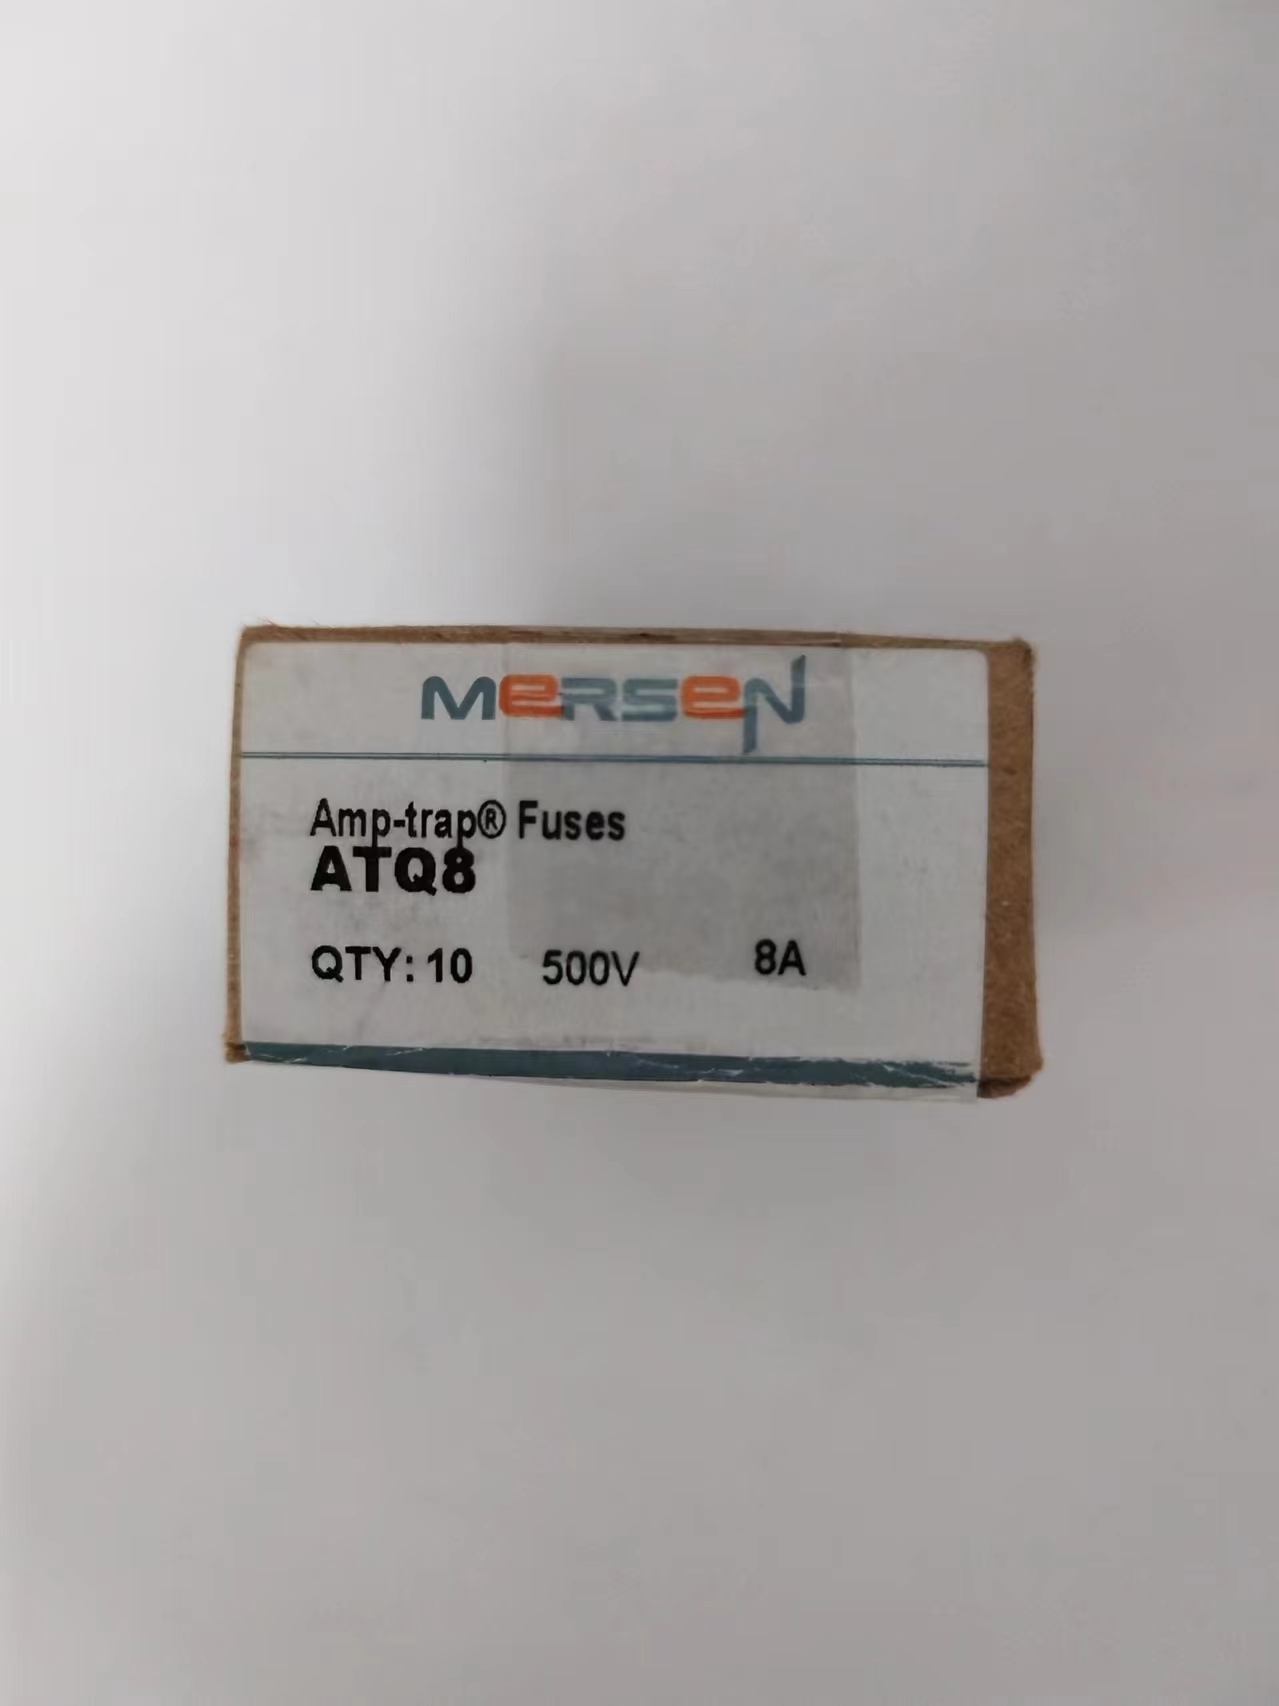 MERSEN
Amp-trap® Fuses
ATQ8
QTY: 10 500V 8A